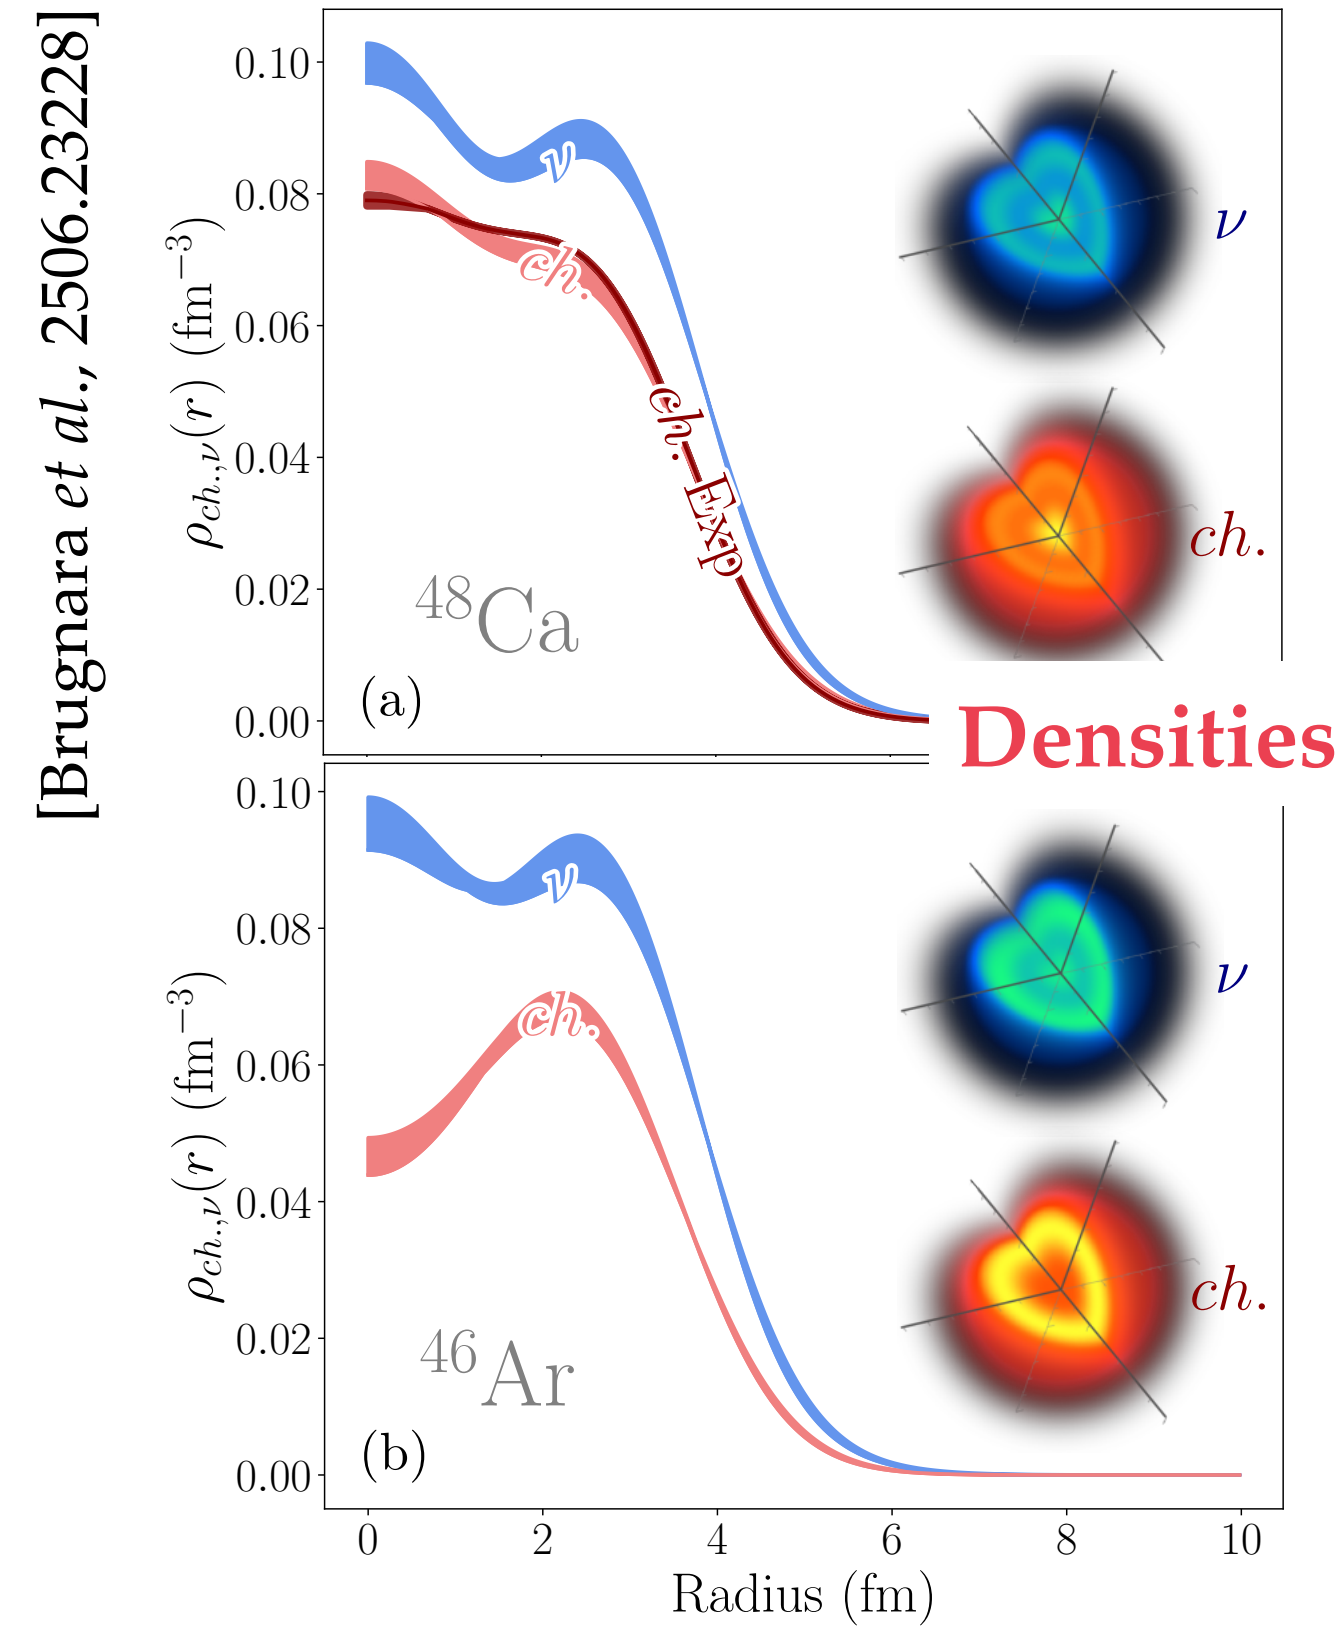 [Brugnara et al., 2506.23228]
0.10
0.08
0.06
0.04
0.02
0.00
ρch.,ν(r) (fm−3)
ν
ch.
ch. Exp
48Ca
(a)
ν
ch.
Densities
0.10
0.08
0.06
0.04
0.02
0.00
ρch.,ν(r) (fm−3)
ν
ch.
46Ar
(b)
ν
ch.
0 2 4 6 8 10
Radius (fm)